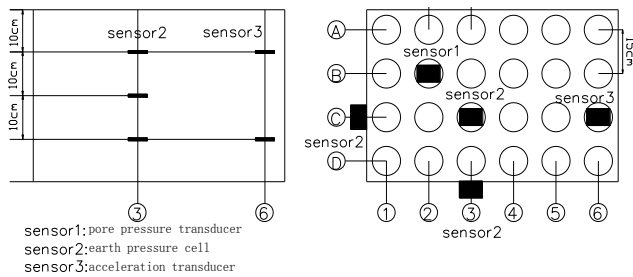 sensor2
sensor3
10cm
10cm
10cm
③
⑥
A
B
C
D
sensor1
sensor2
sensor3
sensor2
15cm
①
②
③
④
⑤
⑥
sensor2
sensor1:pore pressure transducer
sensor2:earth pressure cell
sensor3:acceleration transducer